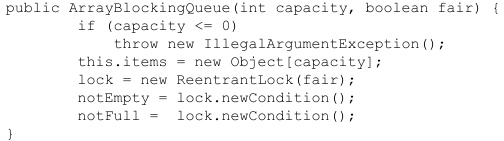 public ArrayBlockingQueue(int capacity, boolean fair) {
        if (capacity <= 0)
            throw new IllegalArgumentException();
        this.items = new Object[capacity];
        lock = new ReentrantLock(fair);
        notEmpty = lock.newCondition();
        notFull =  lock.newCondition();
}